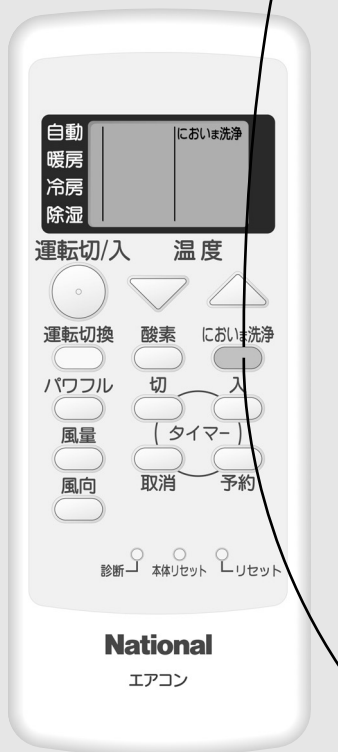 自動
においま洗浄
暖房
冷房
除湿
運転切/入 温度
運転切換 酸素 においま洗浄
パワフル 切 入
風量 (タイマー)
風向 取消 予約
診断 本体リセット リセット
National
エアコン